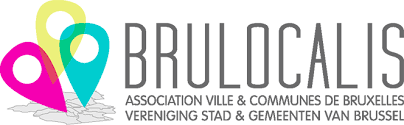 BRULOCALIS
ASSOCIATION VILLE & COMMUNES DE BRUXELLES
VERENIGING STAD & GEMEENTEN VAN BRUSSEL